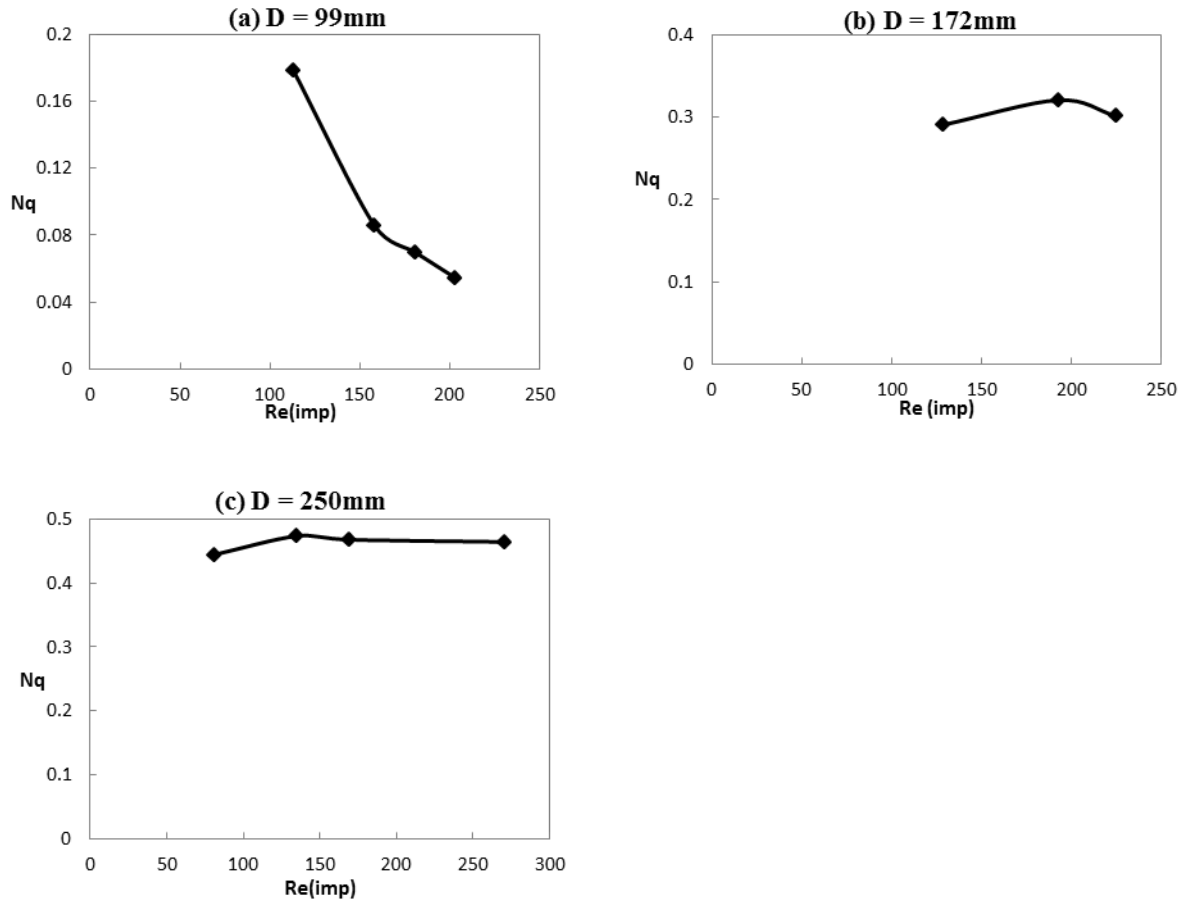 (a) D = 99mm
0.2
0.16
0.12
Nq
0.08
0.04
0
0 50 100 150 200 250
Re(imp)
(b) D = 172mm
0.4
0.3
Nq
0.2
0.1
0
0 50 100 150 200 250
Re (imp)
(c) D = 250mm
0.5
0.4
0.3
Nq
0.2
0.1
0
0 50 100 150 200 250 300
Re(imp)